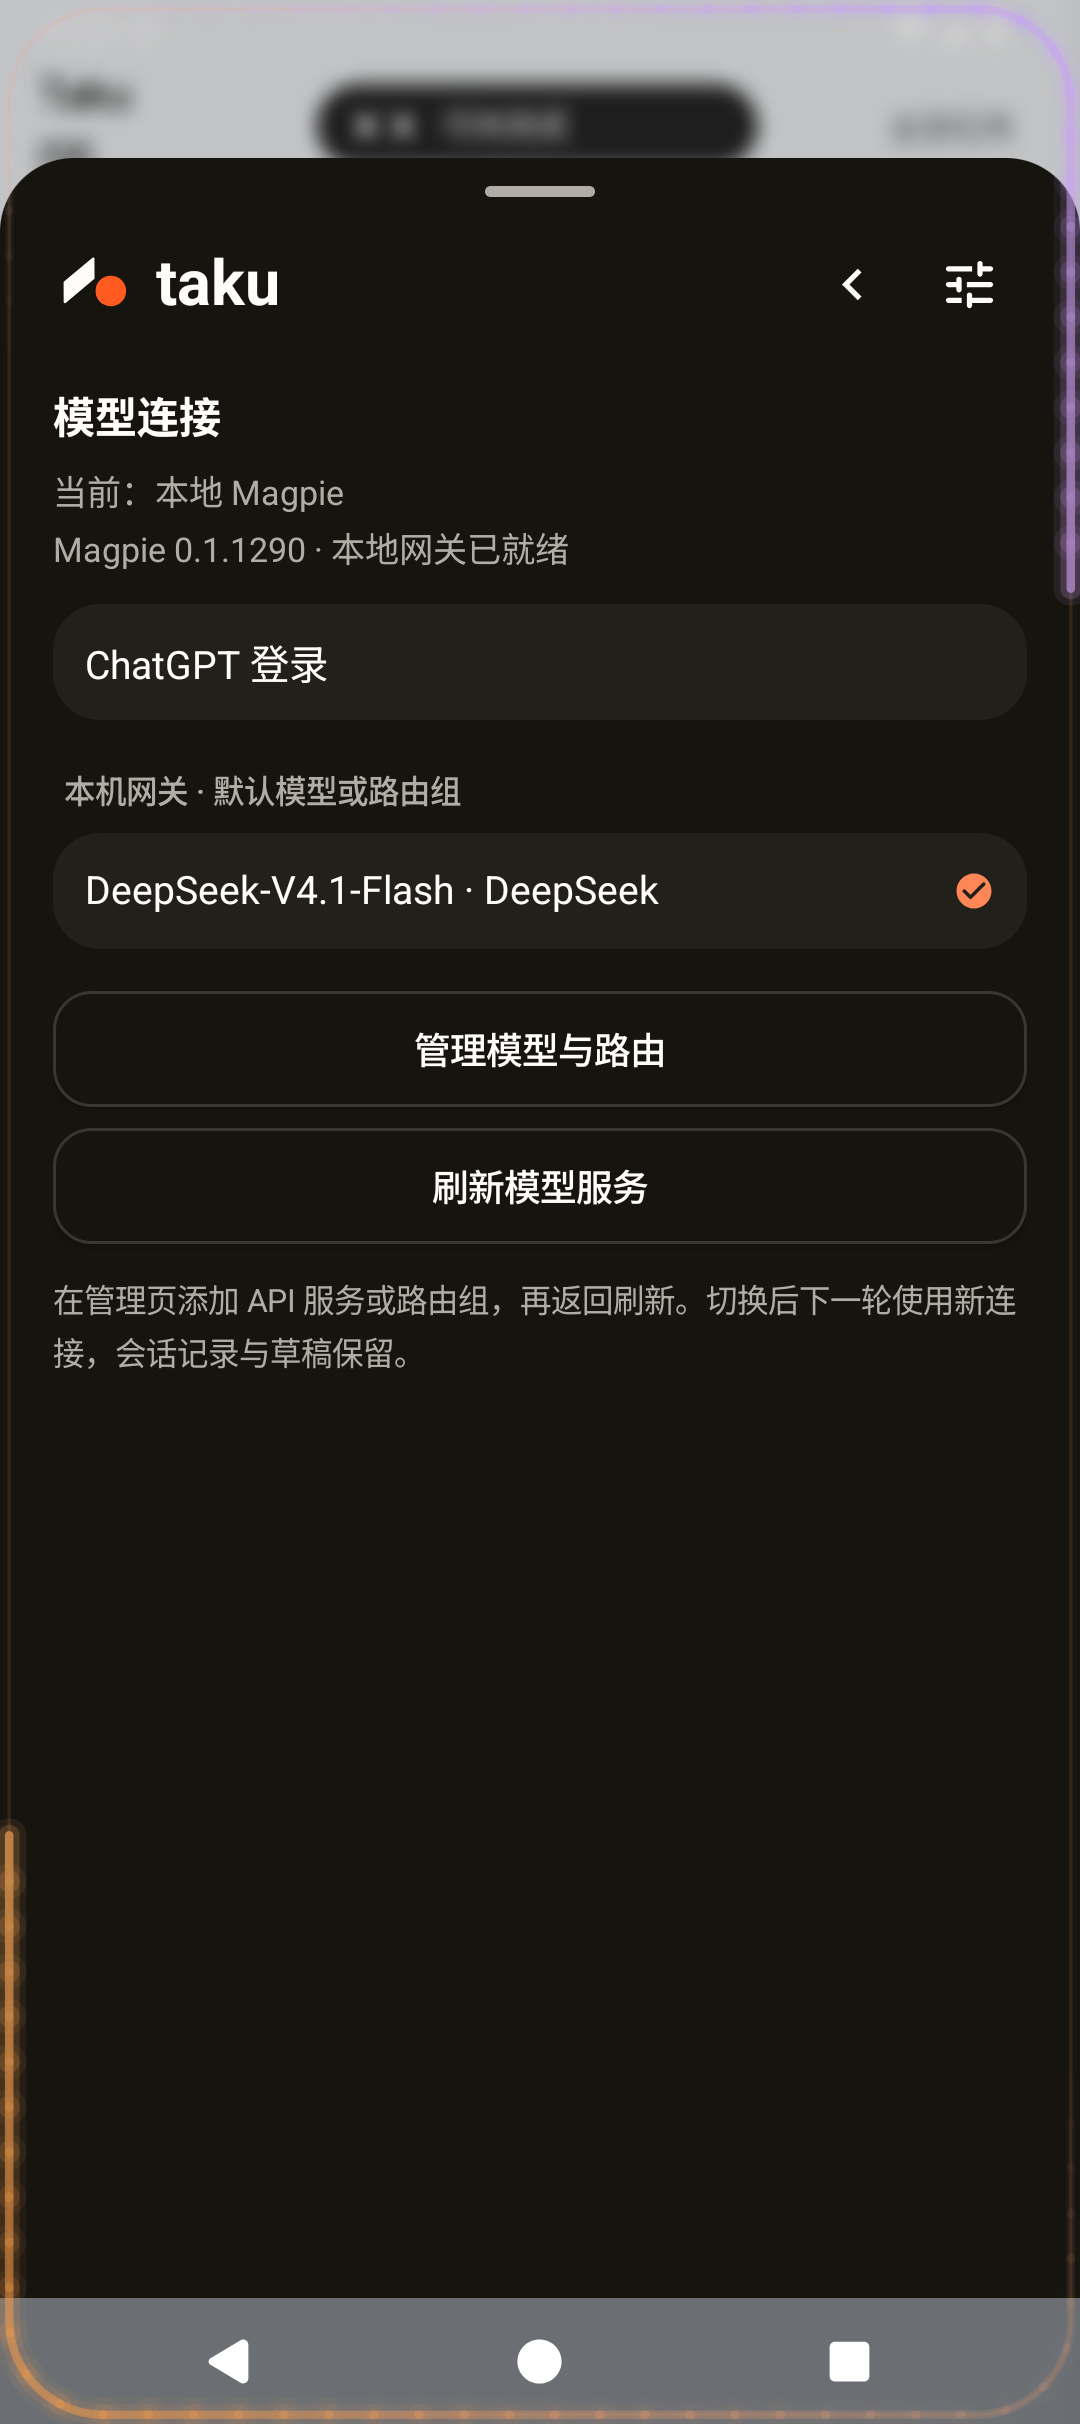 Taku
taku
模型连接
当前：本地 Magpie
Magpie 0.1.1290 · 本地网关已就绪
ChatGPT 登录
本机网关 · 默认模型或路由组
DeepSeek-V4.1-Flash · DeepSeek
管理模型与路由
刷新模型服务
在管理页添加 API 服务或路由组，再返回刷新。切换后下一轮使用新连
接，会话记录与草稿保留。